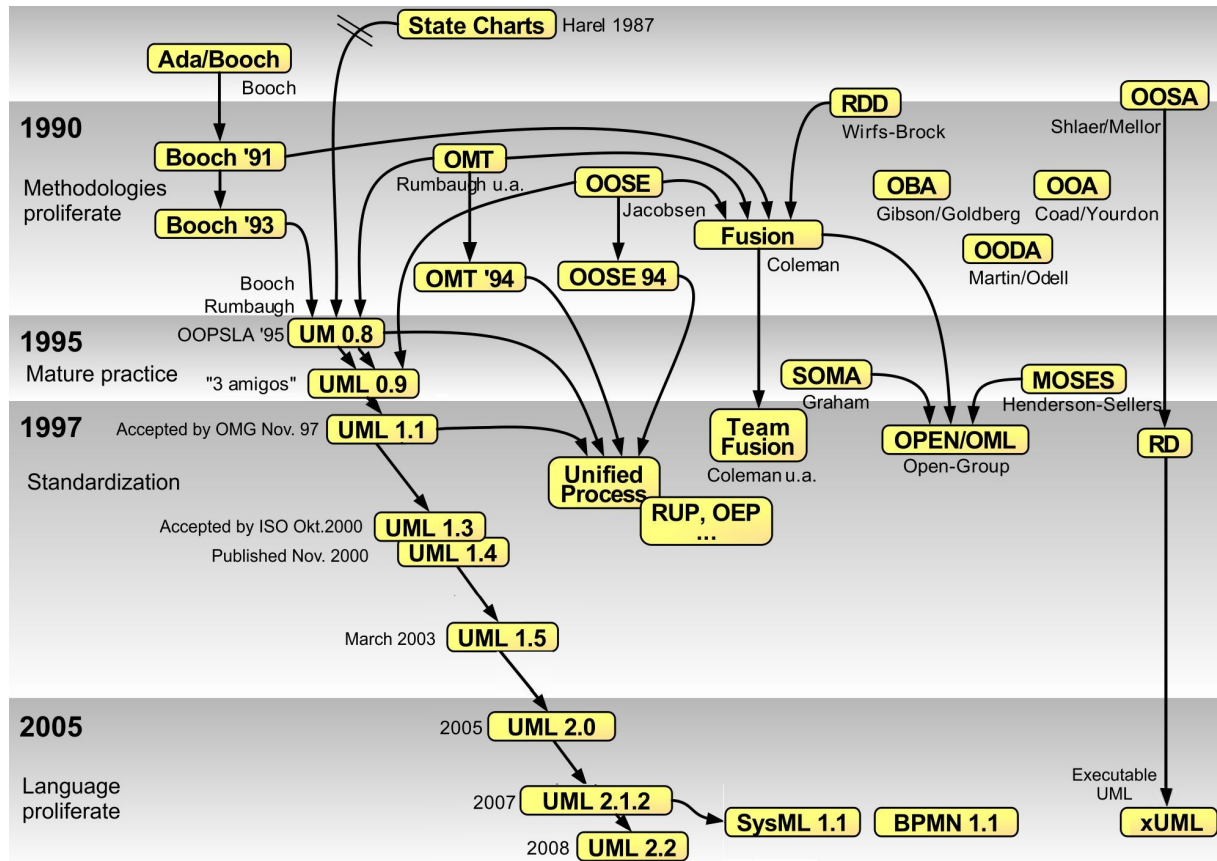 State Charts
Harel 1987
Ada/Booch
Booch
RDD
Wirfs-Brock
OOSA
Shlaer/Mellor
1990
Methodologies
proliferate
Booch '91
OMT
Rumbaugh u.a.
OOSE
Jacobsen
OBA
Gibson/Goldberg
OOA
Coad/Yourdon
Booch '93
Fusion
Coleman
OODA
Martin/Odell
OMT '94
OOSE 94
Booch
Rumbaugh
OOPSLA '95
UM 0.8
1995
Mature practice
"3 amigos"
UML 0.9
SOMA
Graham
MOSES
Henderson-Sellers
1997
Accepted by OMG Nov. 97
UML 1.1
Team
Fusion
Coleman u.a.
OPEN/OML
Open-Group
RD
Standardization
Unified
Process
RUP, OEP
...
Accepted by ISO Okt.2000
UML 1.3
Published Nov. 2000
UML 1.4
March 2003
UML 1.5
2005
2005
UML 2.0
Language
proliferate
2007
UML 2.1.2
SysML 1.1
BPMN 1.1
Executable
UML
xUML
2008
UML 2.2